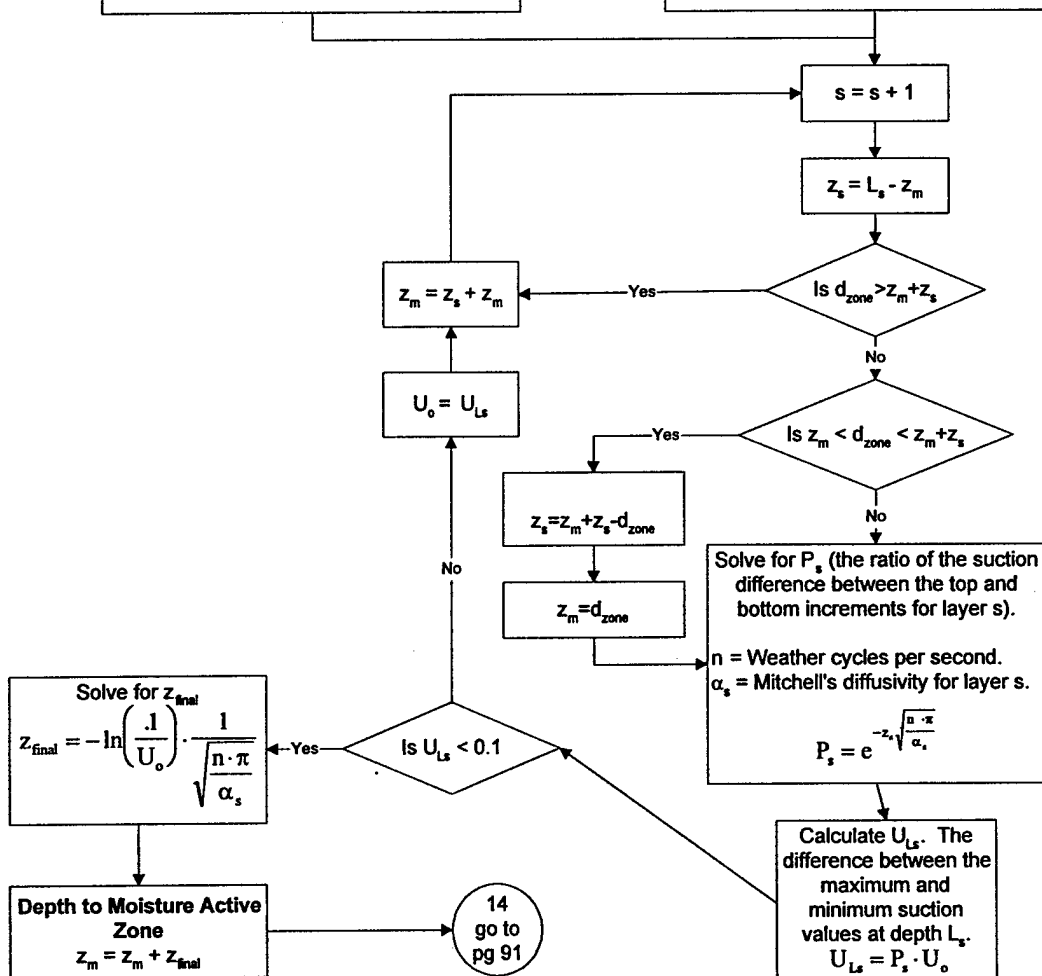 s = s + 1
z_s = L_s - z_m
Is d_zone>z_m+z_s
Yes
z_m = z_s + z_m
No
U_o = U_Ls
Is z_m < d_zone < z_m+z_s
Yes
z_s=z_m+z_s-d_zone
z_m=d_zone
No
Solve for P_s (the ratio of the suction
difference between the top and
bottom increments for layer s).
n = Weather cycles per second.
α_s = Mitchell's diffusivity for layer s.
P_s = e^(-z_s √(n · π / α_s))
Calculate U_Ls. The
difference between the
maximum and
minimum suction
values at depth L_s.
U_Ls = P_s · U_o
Is U_Ls < 0.1
No
Yes
Solve for z_final
z_final = -ln(.1 / U_o) · 1 / √(n · π / α_s)
Depth to Moisture Active
Zone
z_m = z_m + z_final
14
go to
pg 91